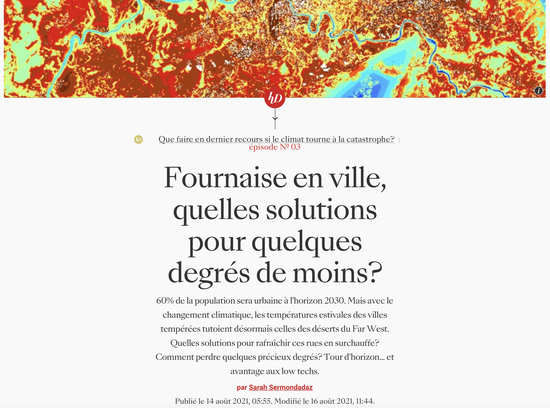 hD
Que faire en dernier recours si le climat tourne à la catastrophe?
épisode Nº 03
Fournaise en ville,
quelles solutions
pour quelques
degrés de moins?
60% de la population sera urbaine à l'horizon 2030. Mais avec le
changement climatique, les températures estivales des villes
tempérées tutoient désormais celles des déserts du Far West.
Quelles solutions pour rafraîchir ces rues en surchauffe?
Comment perdre quelques précieux degrés? Tour d'horizon... et
avantage aux low techs.
par Sarah Sermondadaz
Publié le 14 août 2021, 05:55. Modifié le 16 août 2021, 11:44.